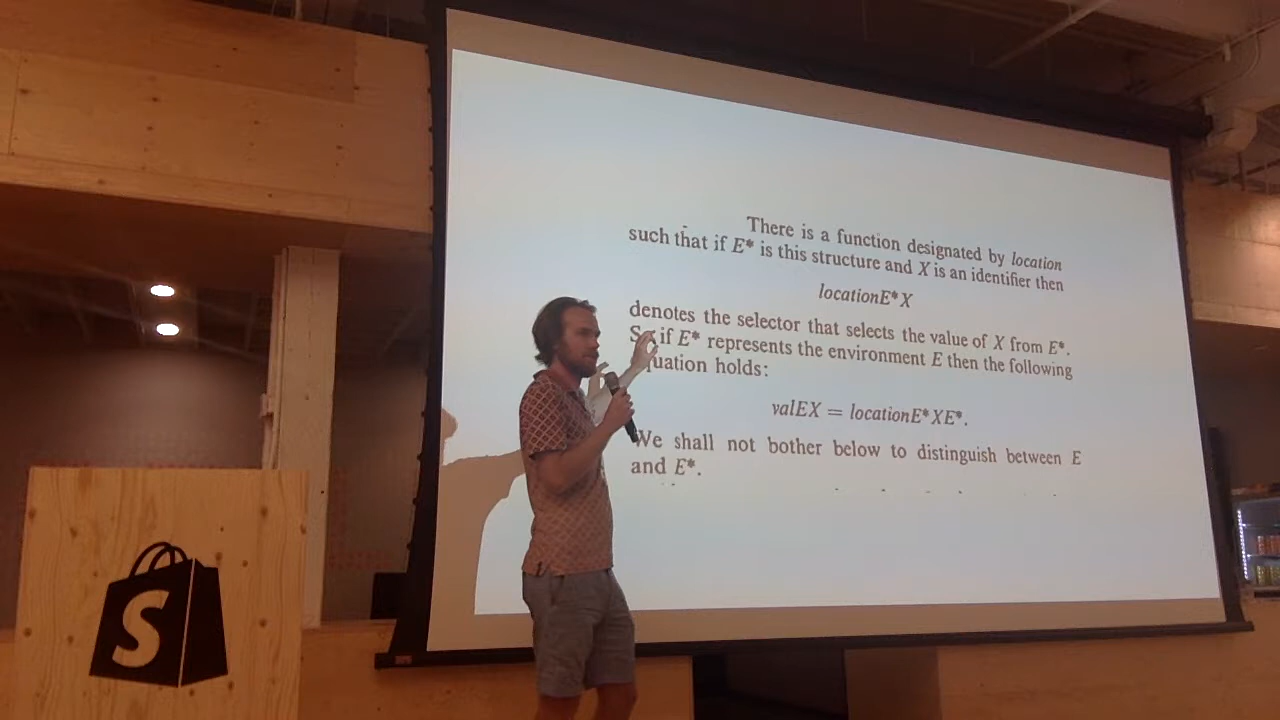 There is a function designated by location
such that if E* is this structure and X is an identifier then
locationE*X
denotes the selector that selects the value of X from E*.
So if E* represents the environment E then the following
quation holds:
valEX = locationE*XE*.
We shall not bother below to distinguish between E
and E*.
S